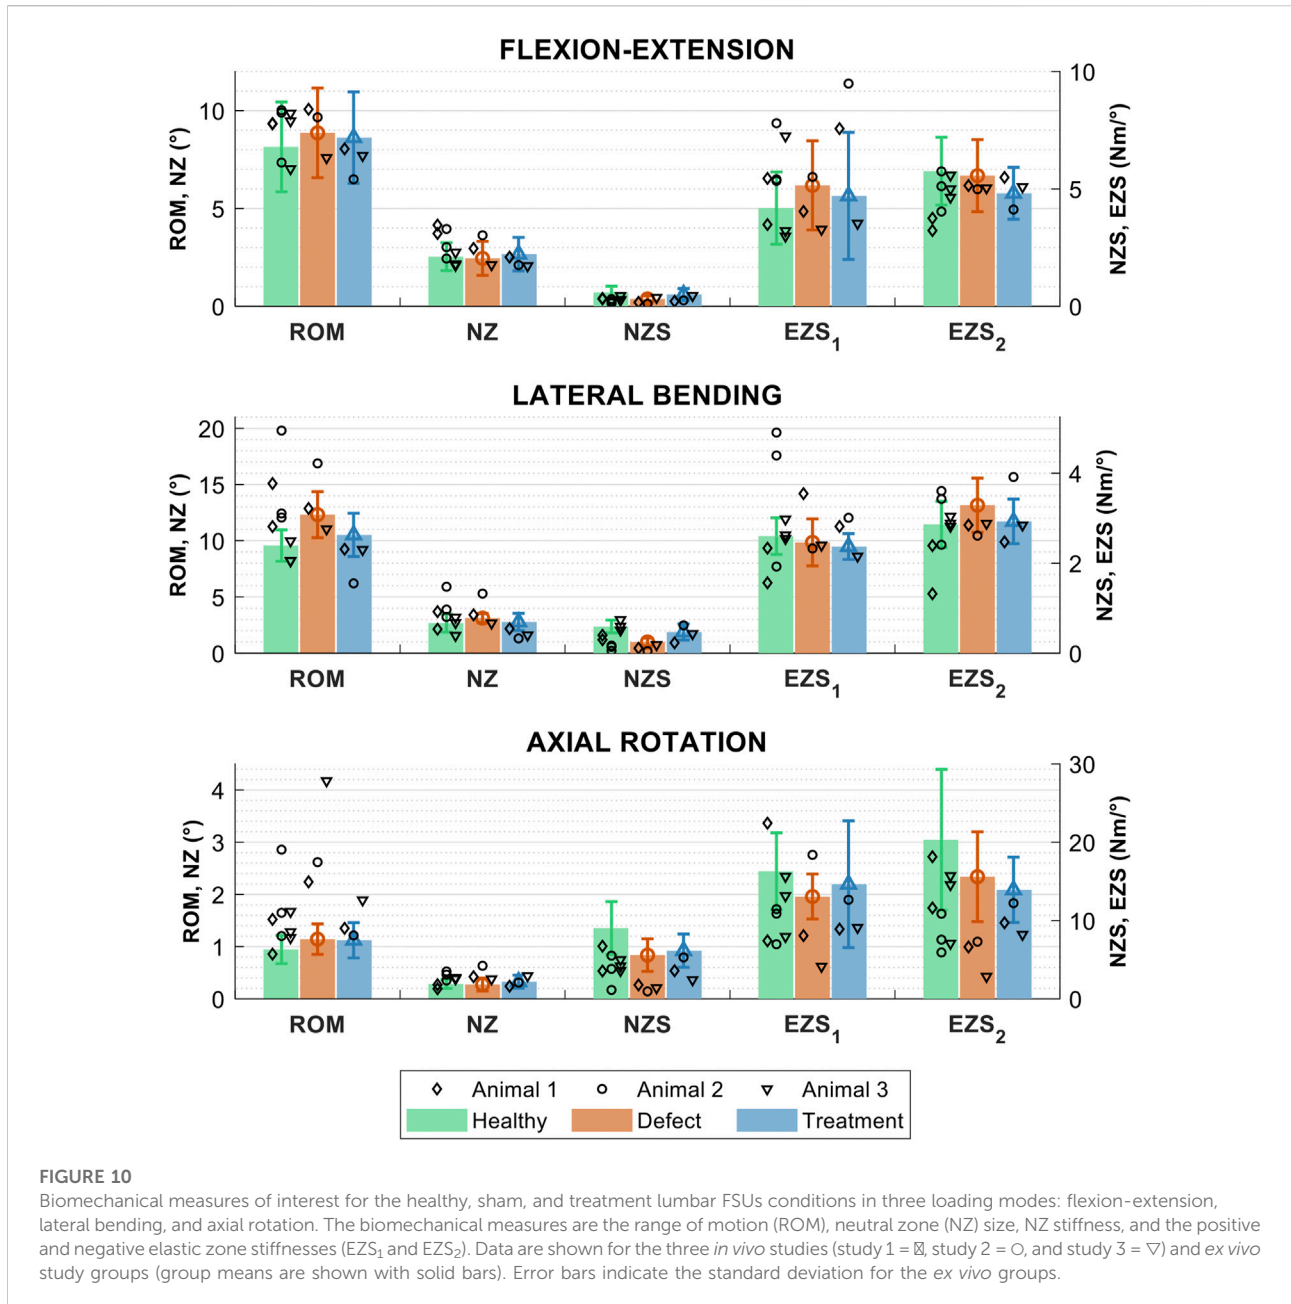 FLEXION-EXTENSION
ROM, NZ (°)
10
5
0
10
5
0
NZS, EZS (Nm/°)
ROM NZ NZS EZS₁ EZS₂
LATERAL BENDING
ROM, NZ (°)
20
15
10
5
0
4
2
0
NZS, EZS (Nm/°)
ROM NZ NZS EZS₁ EZS₂
AXIAL ROTATION
ROM, NZ (°)
4
3
2
1
0
30
20
10
0
NZS, EZS (Nm/°)
ROM NZ NZS EZS₁ EZS₂
Animal 1 Animal 2 Animal 3
Healthy Defect Treatment
FIGURE 10
Biomechanical measures of interest for the healthy, sham, and treatment lumbar FSUs conditions in three loading modes: flexion-extension,
lateral bending, and axial rotation. The biomechanical measures are the range of motion (ROM), neutral zone (NZ) size, NZ stiffness, and the positive
and negative elastic zone stiffnesses (EZS₁ and EZS₂). Data are shown for the three in vivo studies (study 1 = , study 2 = ○, and study 3 = ▽) and ex vivo
study groups (group means are shown with solid bars). Error bars indicate the standard deviation for the ex vivo groups.